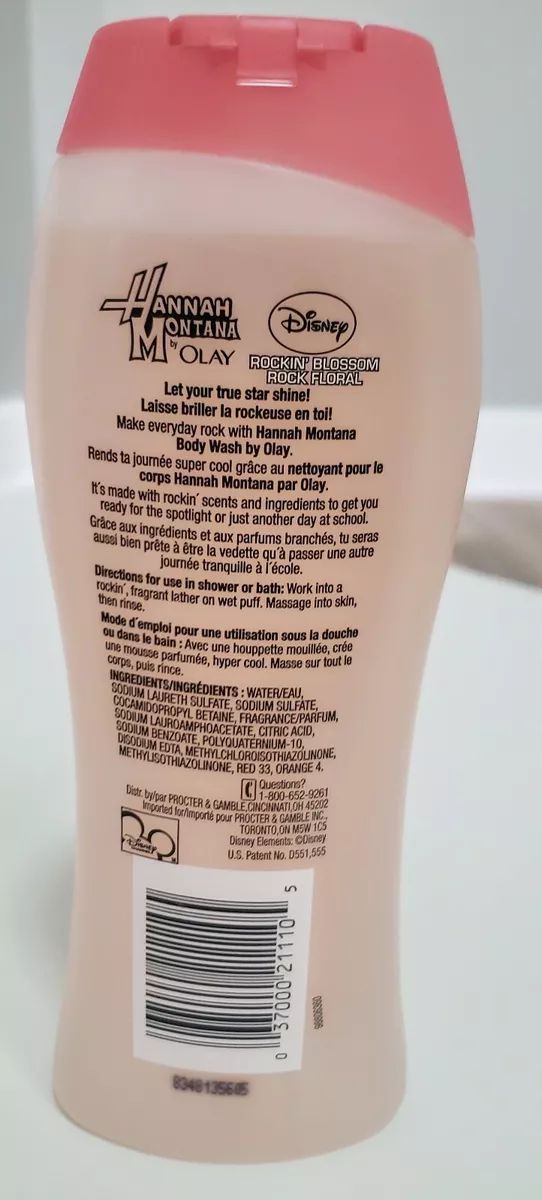 HANNAH
MONTANA
by OLAY
Disney
ROCKIN' BLOSSOM
ROCK FLORAL
Let your true star shine!
Laisse briller la rockeuse en toi!
Make everyday rock with Hannah Montana
Body Wash by Olay.
Rends ta journée super cool grâce au nettoyant pour le
corps Hannah Montana par Olay.
It's made with rockin' scents and ingredients to get you
ready for the spotlight or just another day at school.
Grâce aux ingrédients et aux parfums branchés, tu seras
aussi bien prête à être la vedette qu'à passer une autre
journée tranquille à l'école.
Directions for use in shower or bath: Work into a
rockin', fragrant lather on wet puff. Massage into skin,
then rinse.
Mode d'emploi pour une utilisation sous la douche
ou dans le bain : Avec une houppette mouillée, crée
une mousse parfumée, hyper cool. Masse sur tout le
corps, puis rince.
INGREDIENTS/INGRÉDIENTS : WATER/EAU,
SODIUM LAURETH SULFATE, SODIUM SULFATE,
COCAMIDOPROPYL BETAINE, FRAGRANCE/PARFUM,
SODIUM LAUROAMPHOACETATE, CITRIC ACID,
SODIUM BENZOATE, POLYQUATERNIUM-10,
DISODIUM EDTA, METHYLCHLOROISOTHIAZOLINONE,
METHYLISOTHIAZOLINONE, RED 33, ORANGE 4.
Questions?
1-800-652-9261
Distr. by/par PROCTER & GAMBLE, CINCINNATI, OH 45202
Imported for/Importé pour PROCTER & GAMBLE INC.,
TORONTO, ON M5W 1C5
Disney Elements: ©Disney
U.S. Patent No. D551,555
Disney
0 37000 21110 5
98806360
8348135605